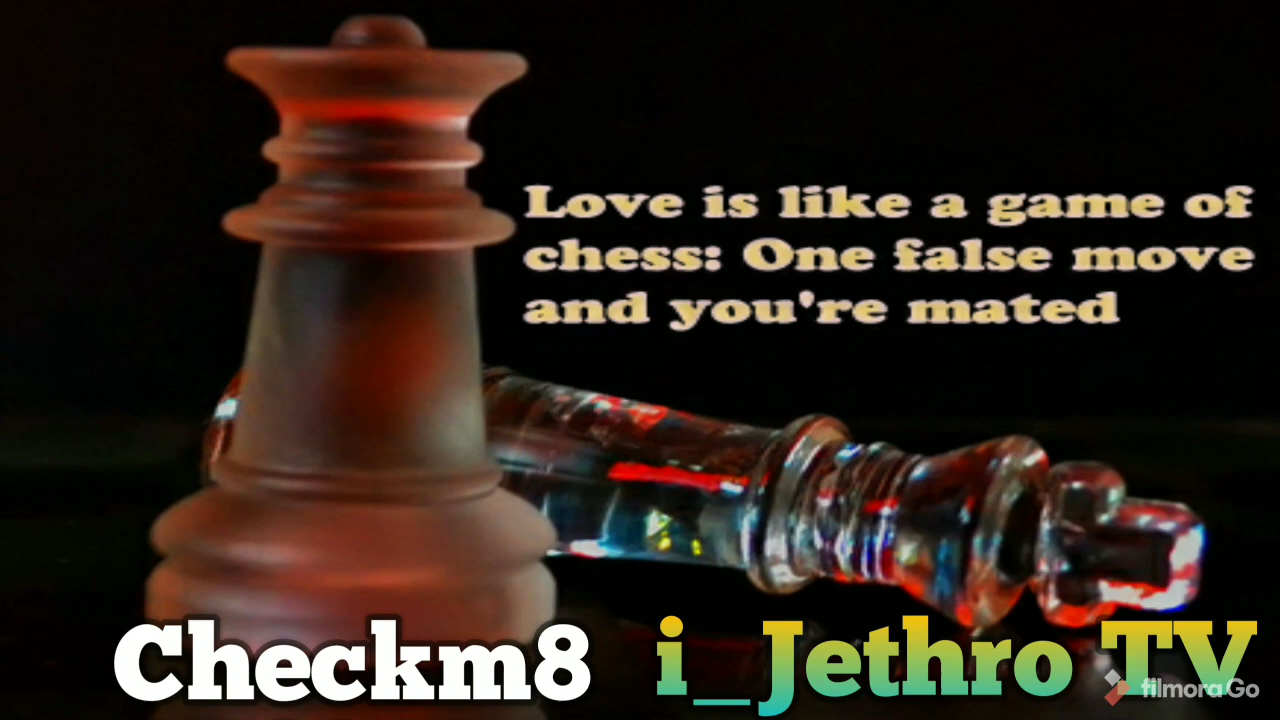 Love is like a game of
chess: One false move
and you're mated
Checkm8 i_Jethro TV
filmoraGo